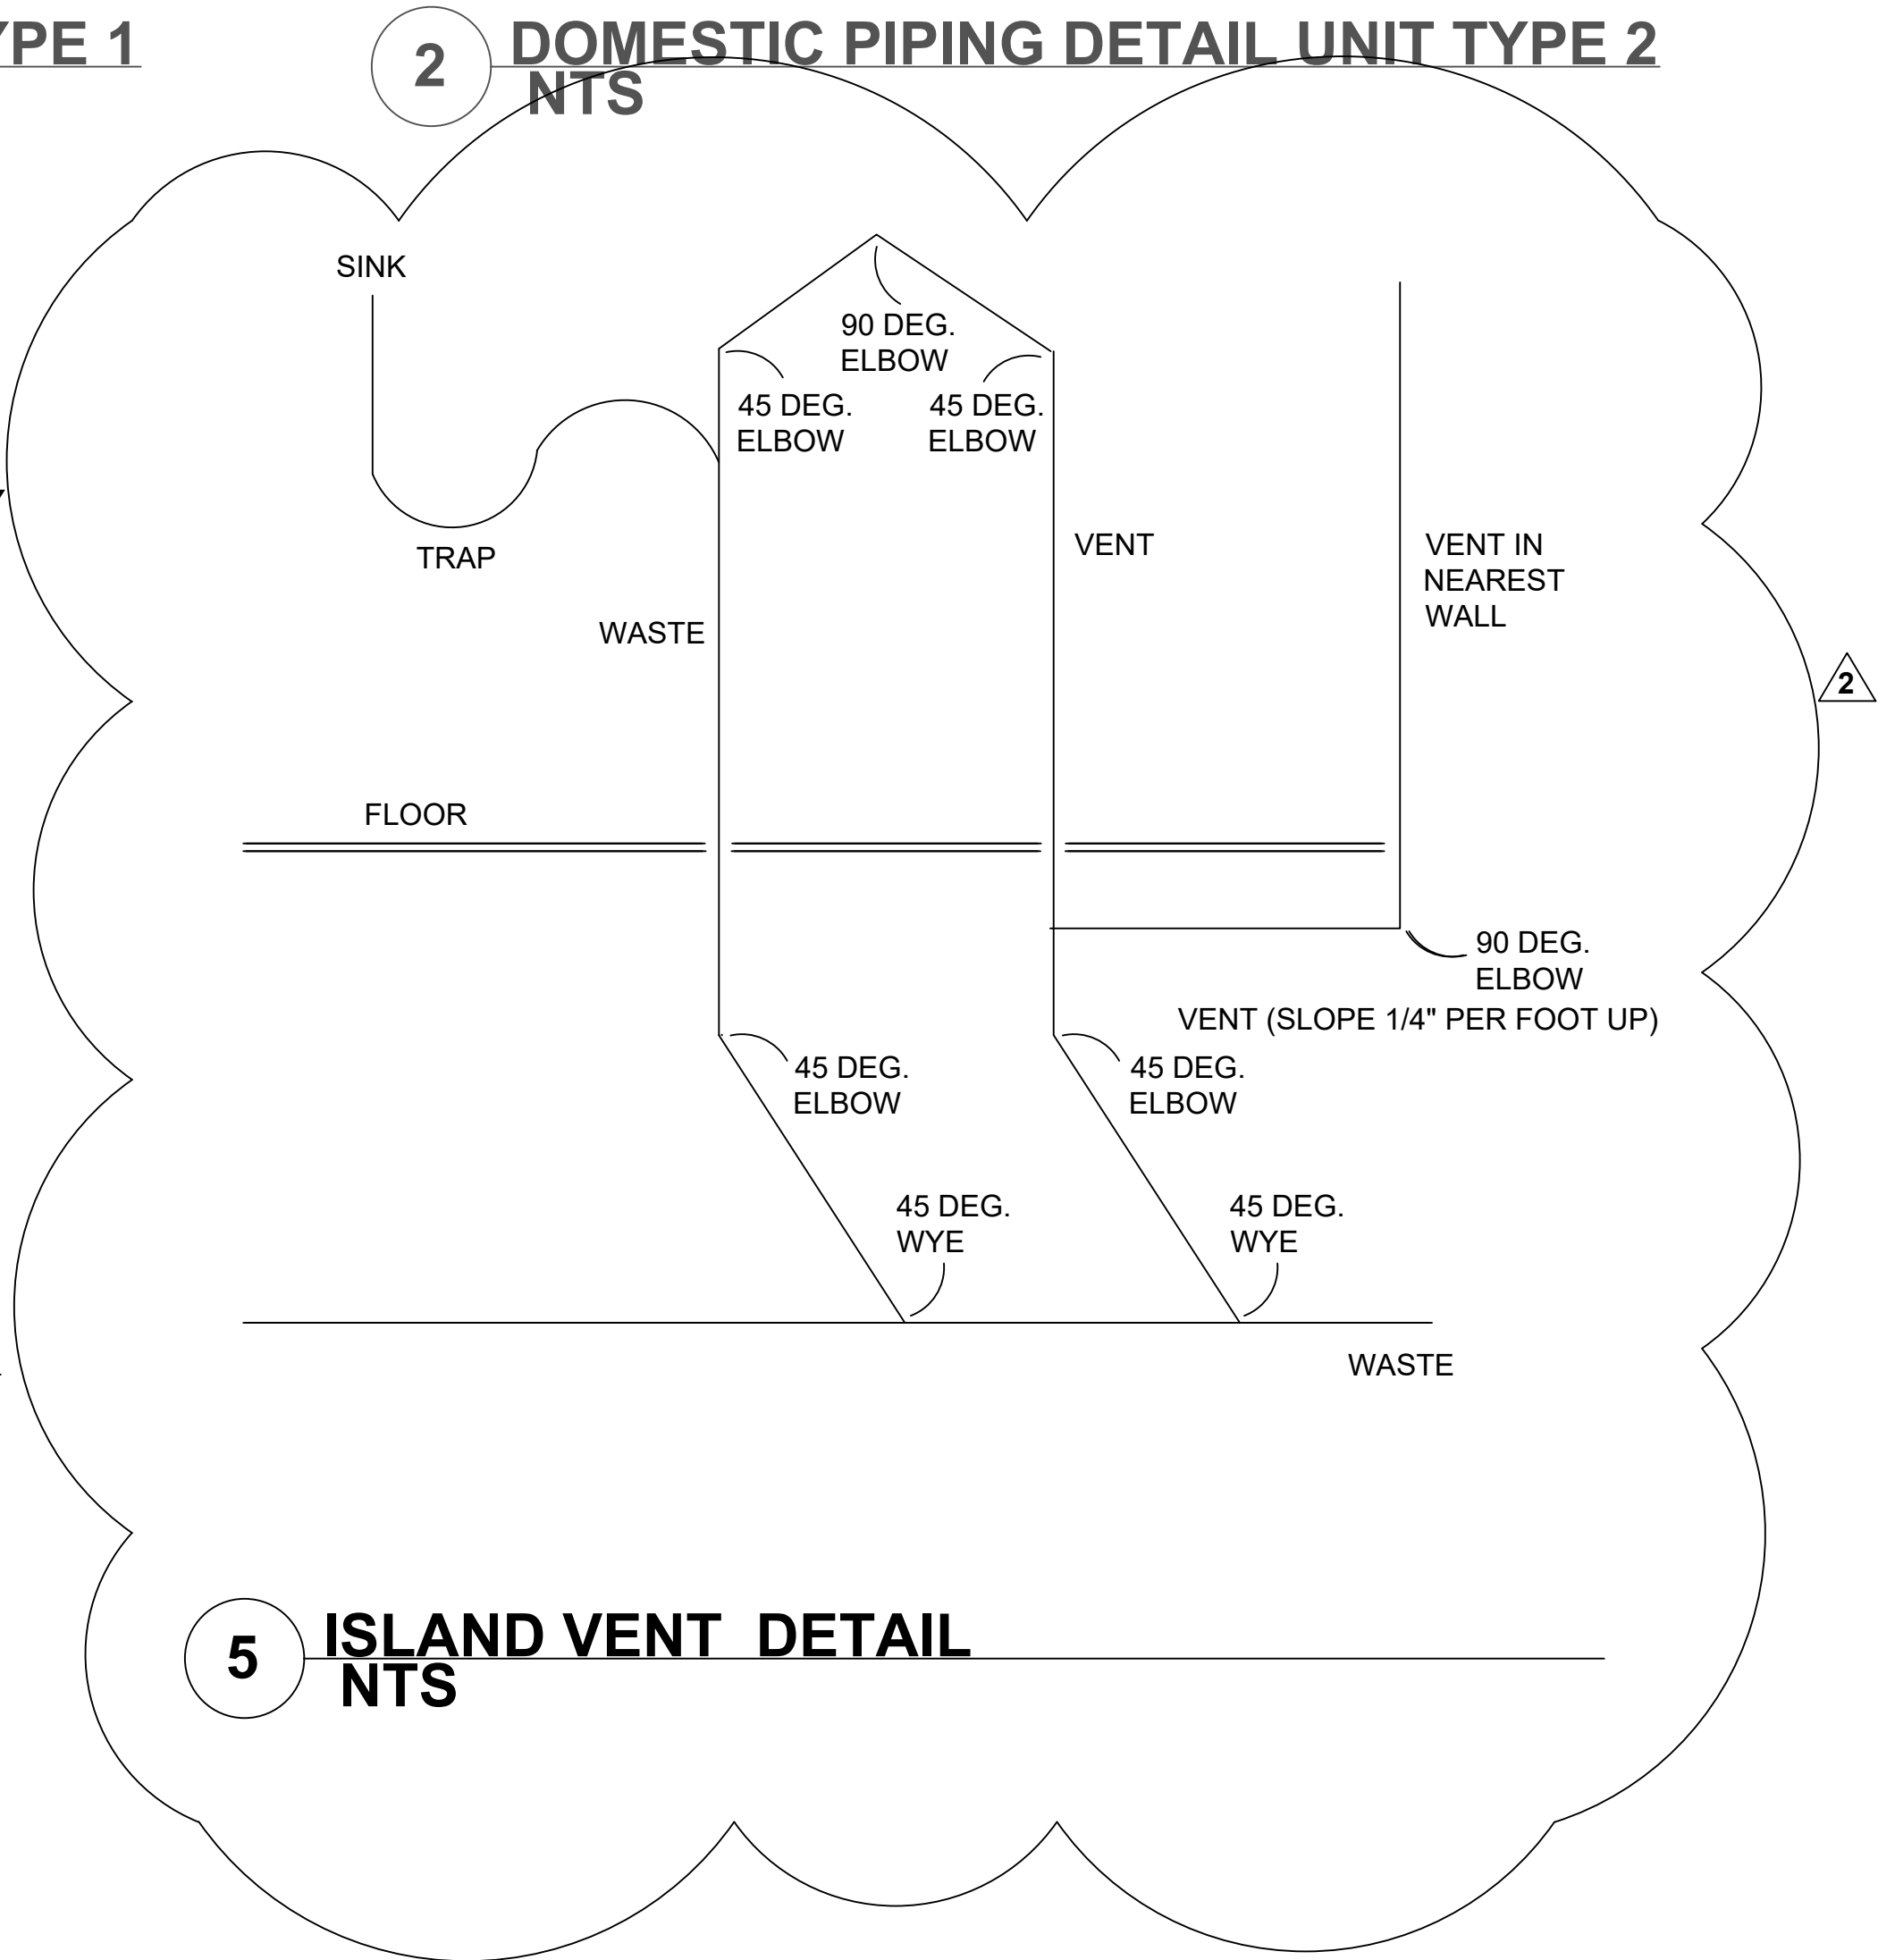 YPE 1
2
DOMESTIC PIPING DETAIL UNIT TYPE 2
NTS
SINK
90 DEG.
ELBOW
45 DEG.
ELBOW
45 DEG.
ELBOW
TRAP
WASTE
VENT
VENT IN
NEAREST
WALL
2
FLOOR
90 DEG.
ELBOW
VENT (SLOPE 1/4" PER FOOT UP)
45 DEG.
ELBOW
45 DEG.
ELBOW
45 DEG.
WYE
45 DEG.
WYE
WASTE
5
ISLAND VENT DETAIL
NTS